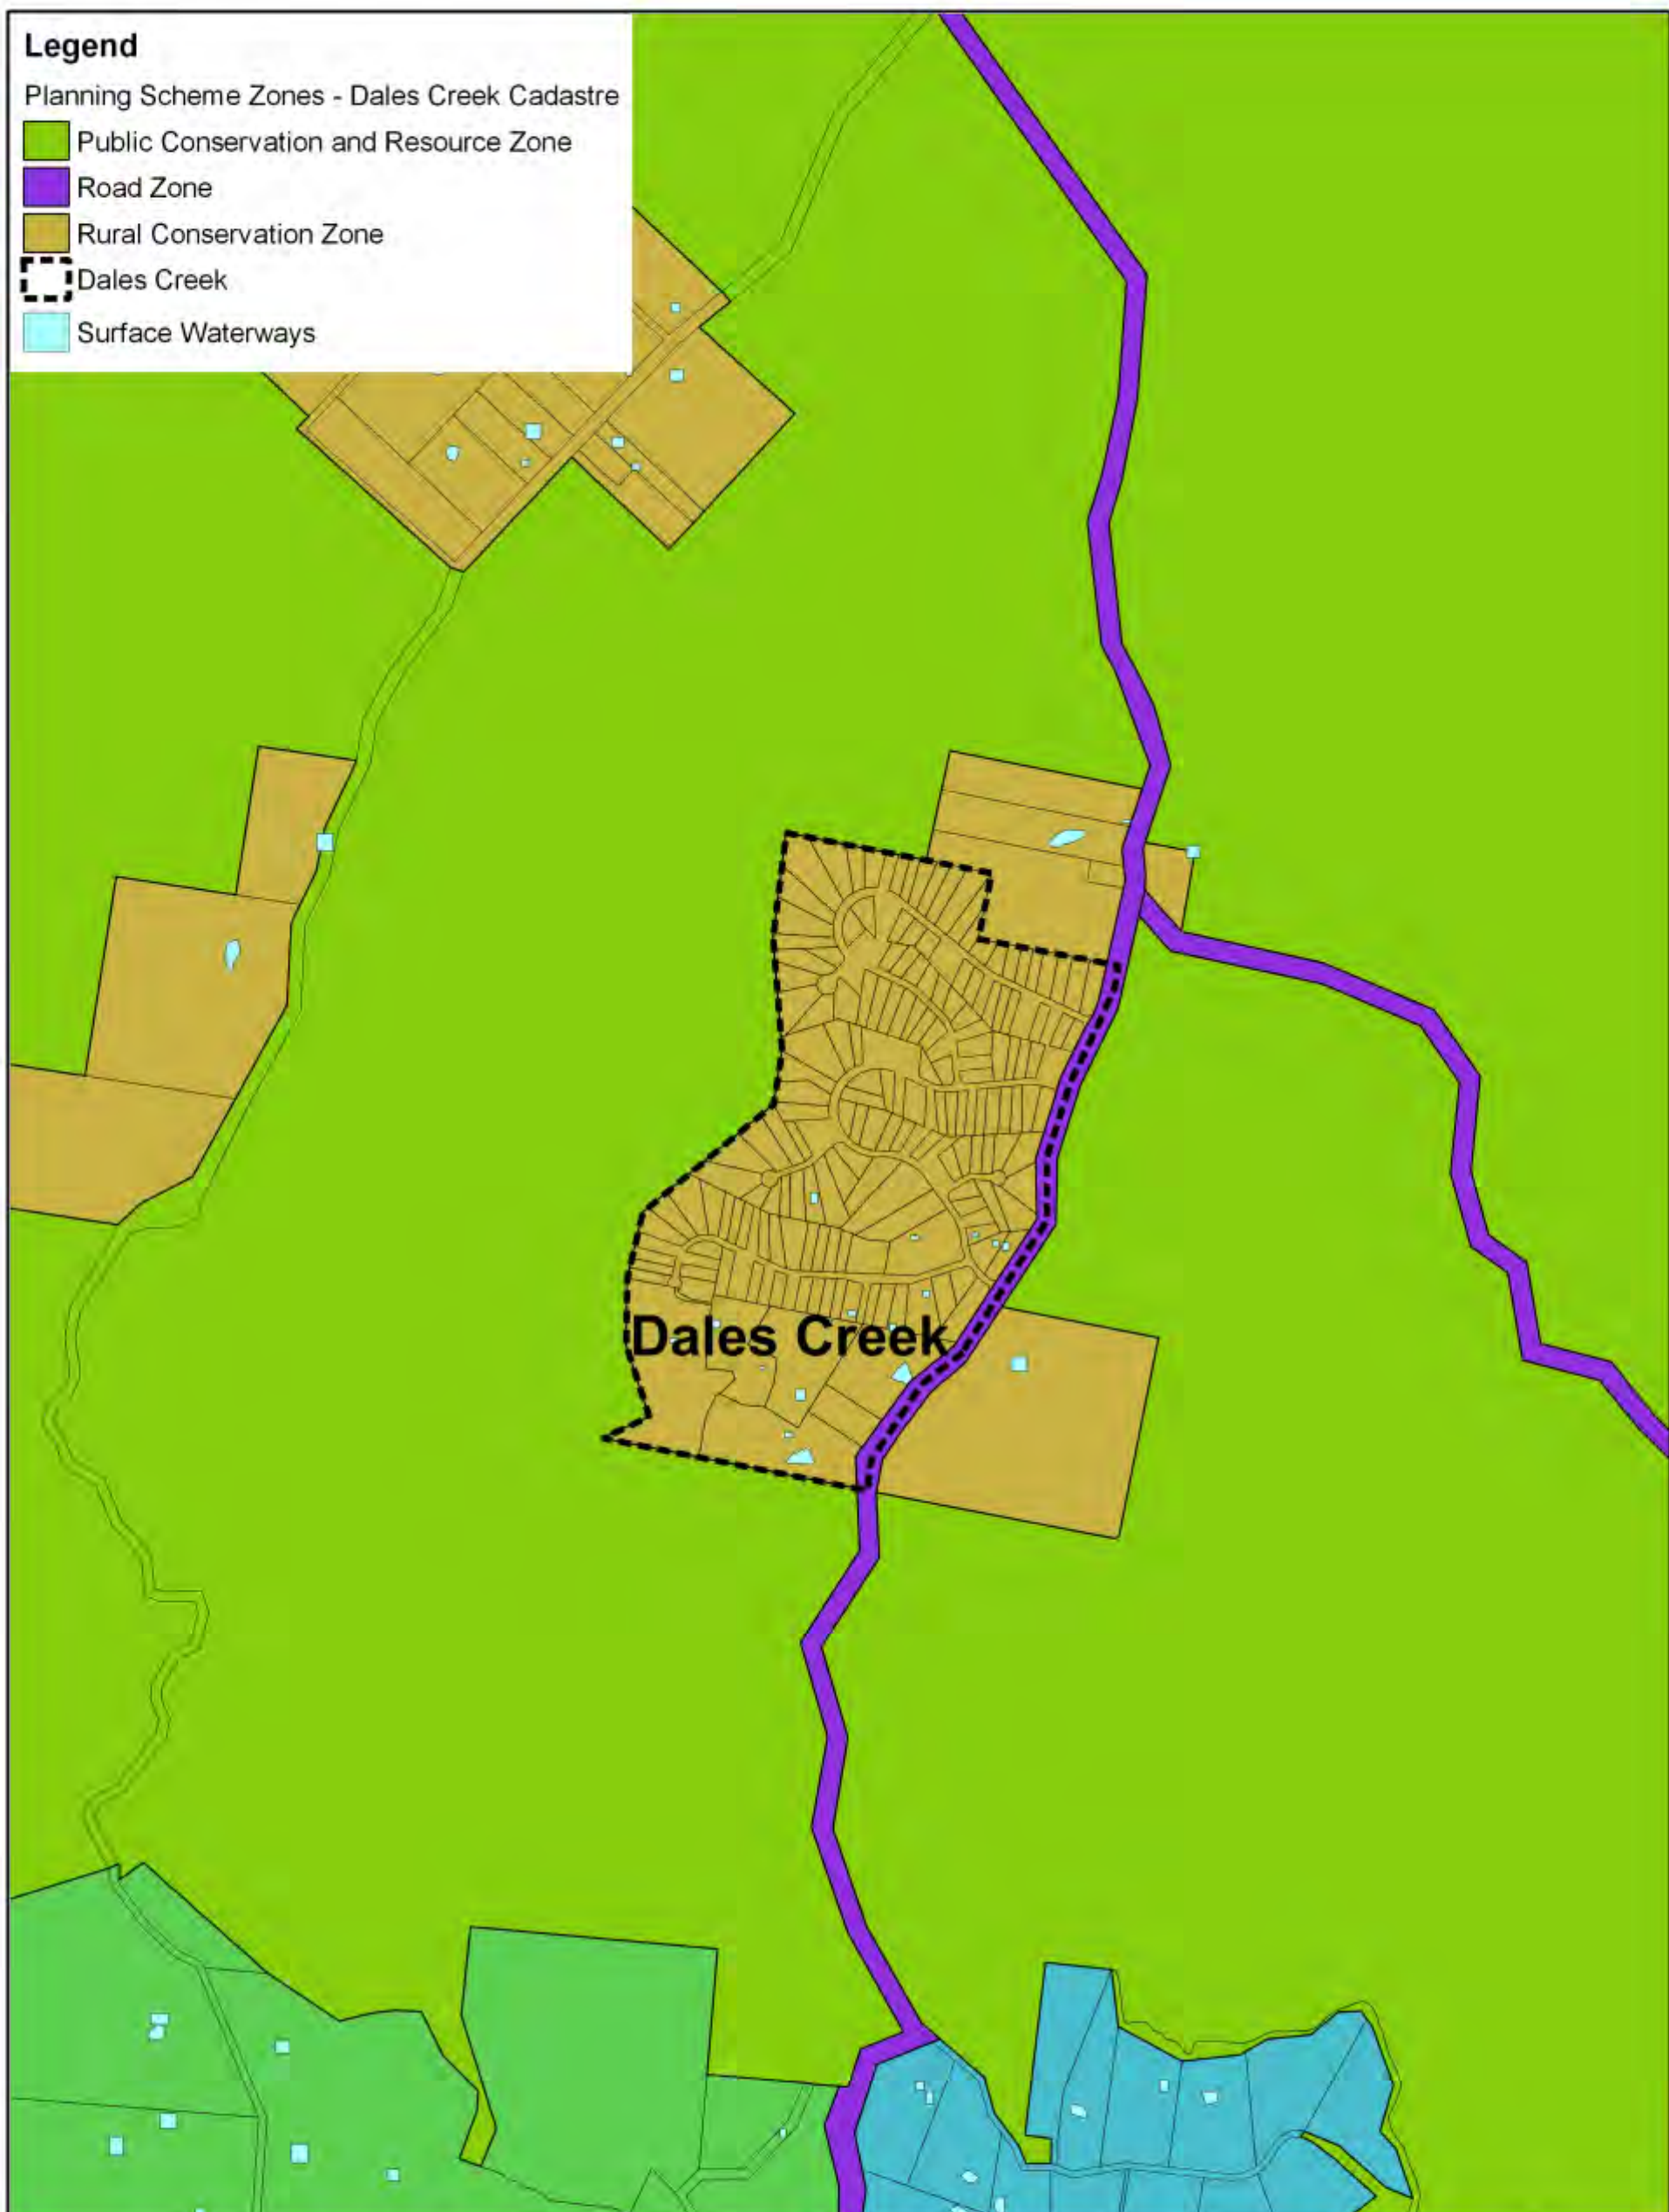 Legend
Planning Scheme Zones - Dales Creek Cadastre
Public Conservation and Resource Zone
Road Zone
Rural Conservation Zone
Dales Creek
Surface Waterways
Dales Creek